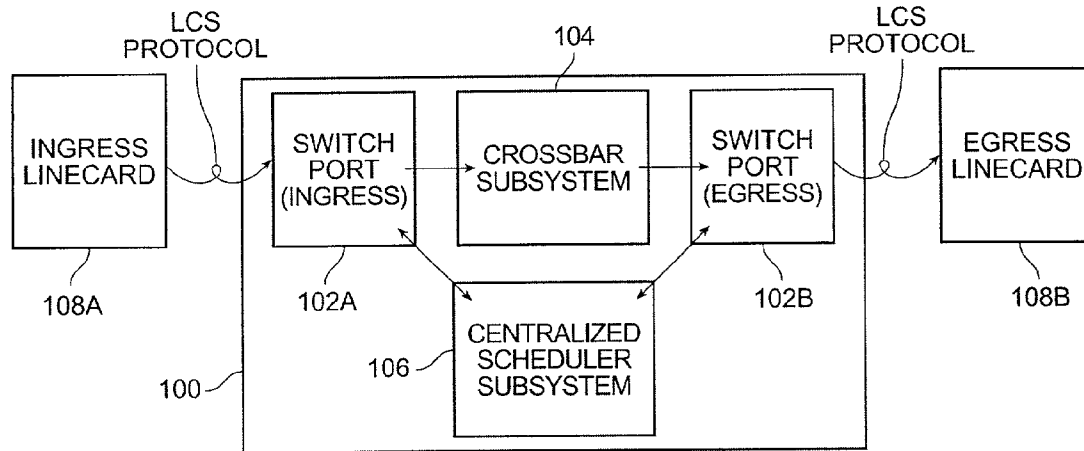 LCS
PROTOCOL
104
LCS
PROTOCOL
INGRESS
LINECARD
SWITCH
PORT
(INGRESS)
CROSSBAR
SUBSYSTEM
SWITCH
PORT
(EGRESS)
EGRESS
LINECARD
108A
102A
102B
108B
CENTRALIZED
SCHEDULER
SUBSYSTEM
106
100